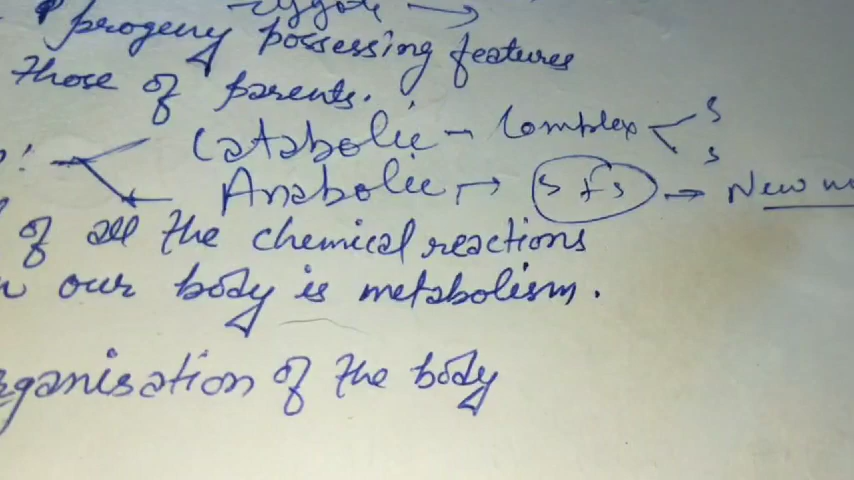 zygote →
progeny possessing features
those of parents.
Catabolic - Complex < s s
Anabolic → s + s → New
of all the chemical reactions
our body is metabolism.
organisation of the body